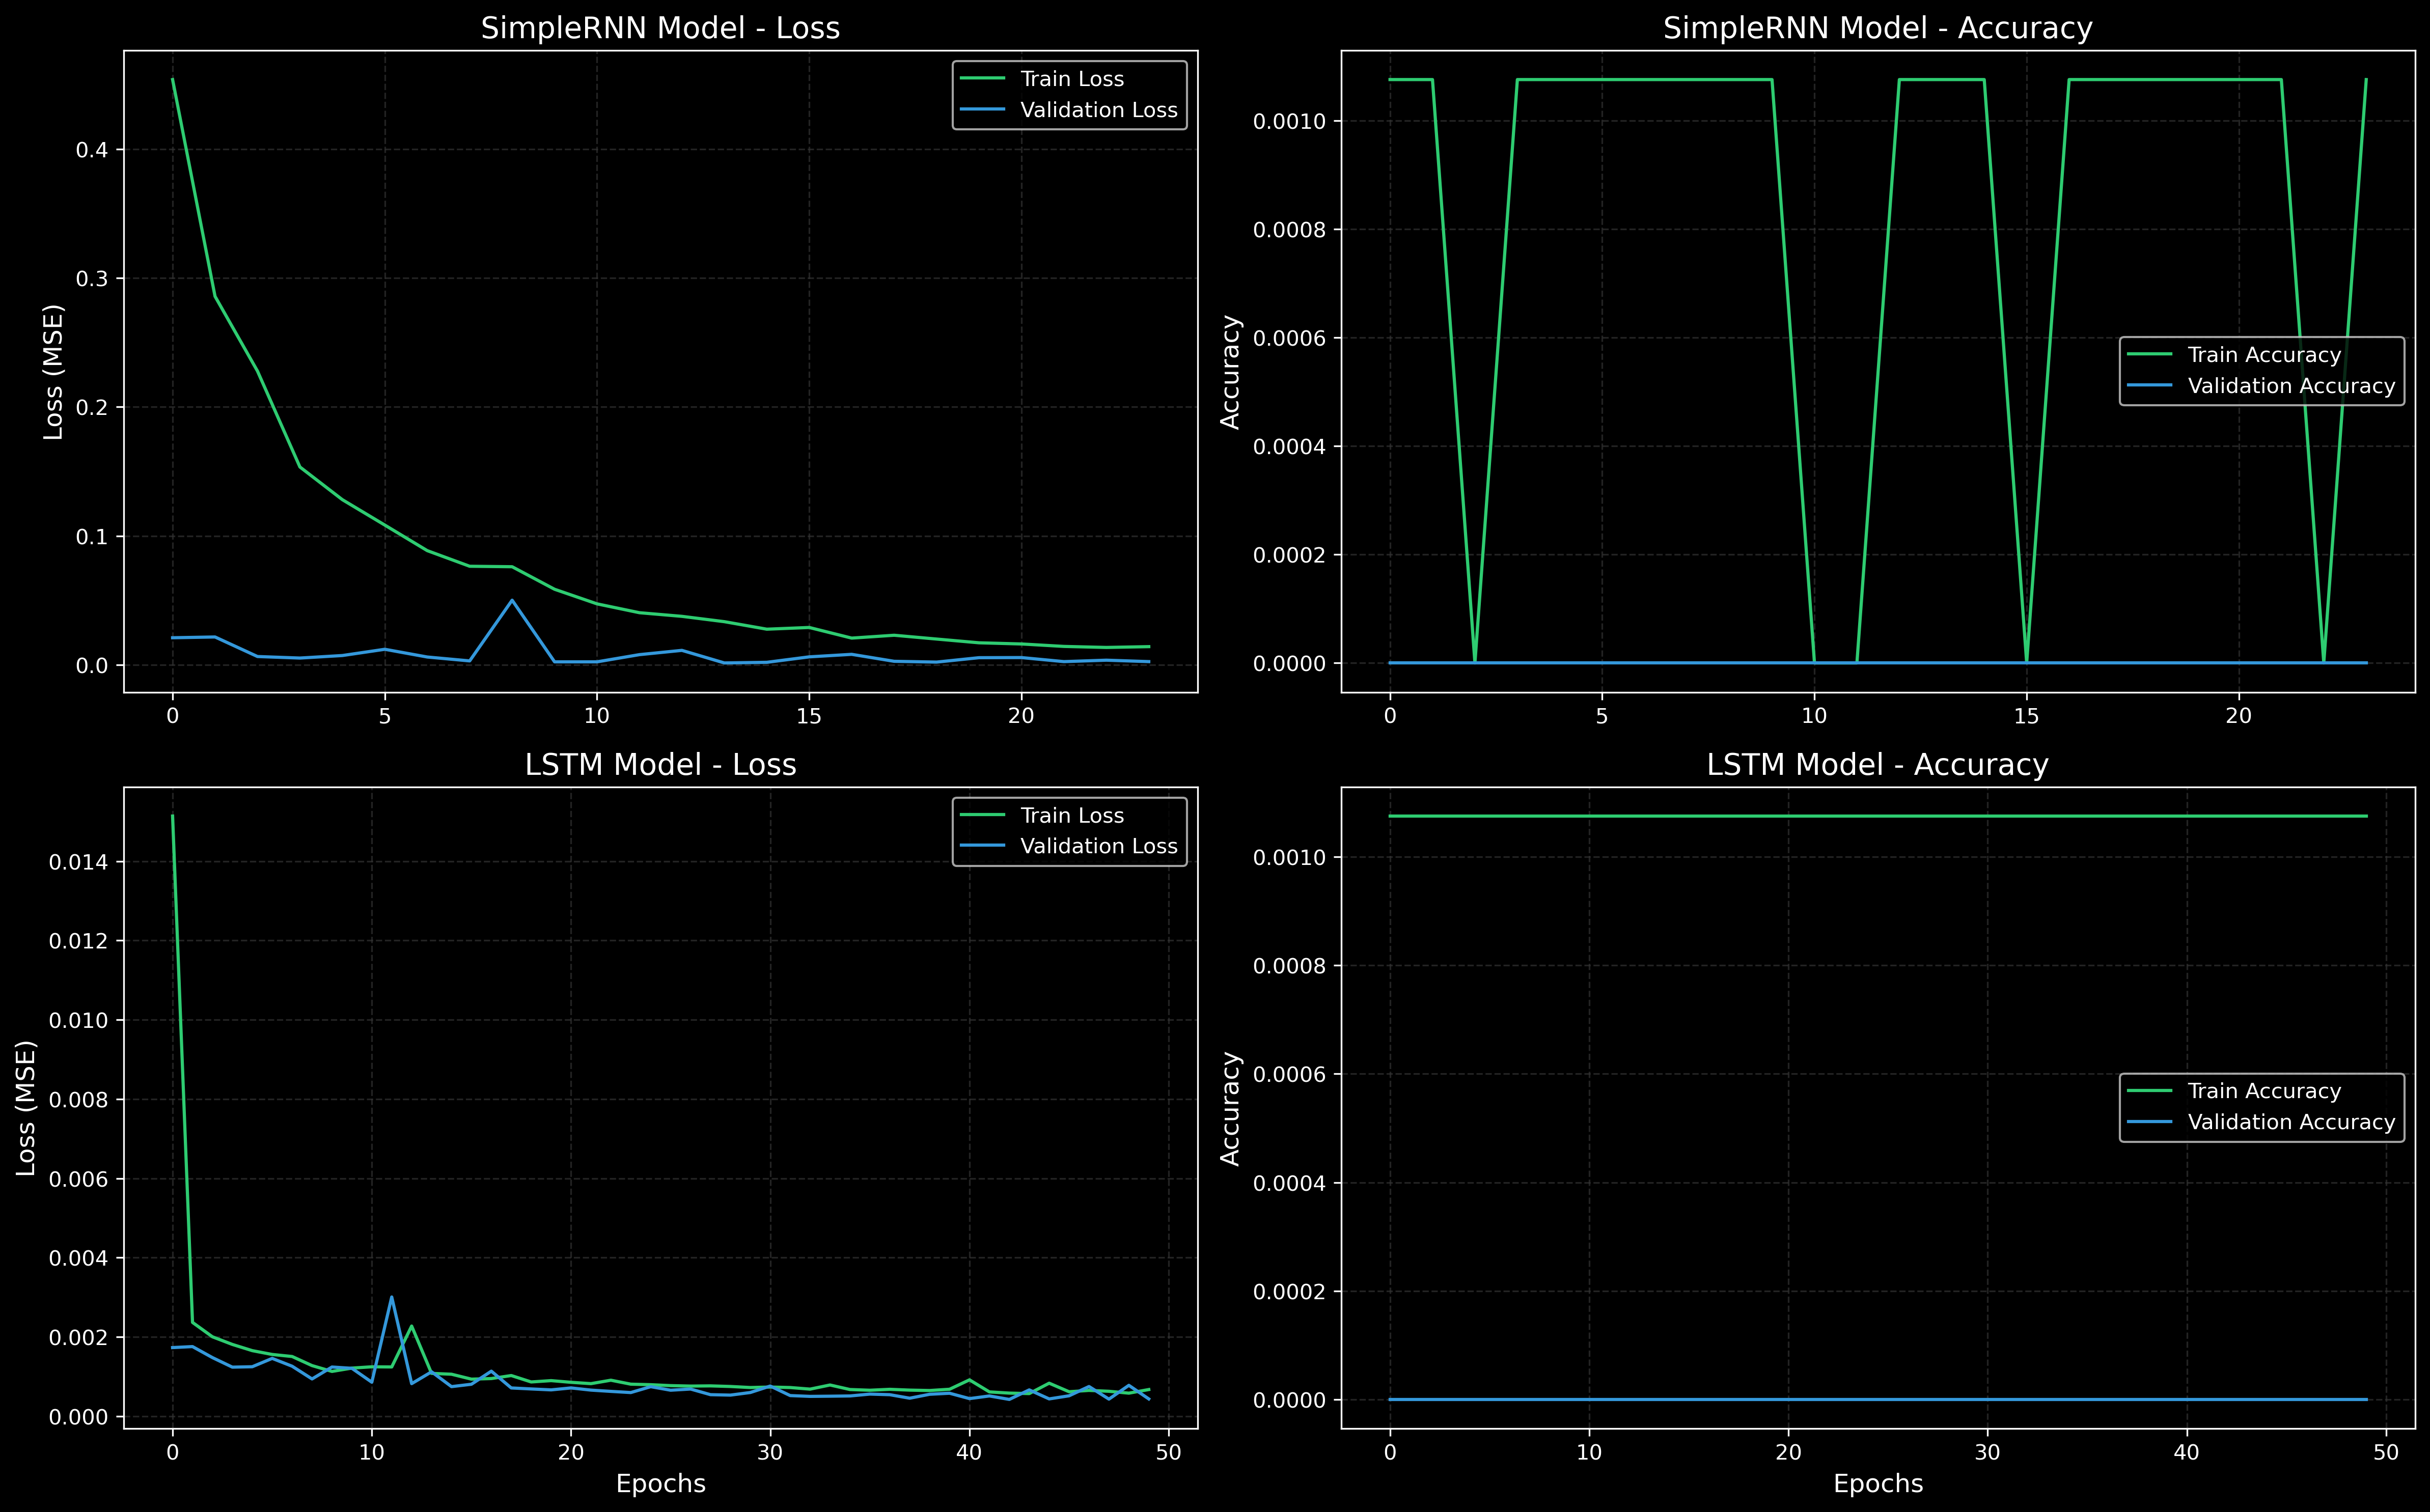 SimpleRNN Model - Loss
Loss (MSE)
0.4
0.3
0.2
0.1
0.0
0 5 10 15 20
Train Loss
Validation Loss
SimpleRNN Model - Accuracy
Accuracy
0.0010
0.0008
0.0006
0.0004
0.0002
0.0000
0 5 10 15 20
Train Accuracy
Validation Accuracy
LSTM Model - Loss
Loss (MSE)
0.014
0.012
0.010
0.008
0.006
0.004
0.002
0.000
0 10 20 30 40 50
Epochs
Train Loss
Validation Loss
LSTM Model - Accuracy
Accuracy
0.0010
0.0008
0.0006
0.0004
0.0002
0.0000
0 10 20 30 40 50
Epochs
Train Accuracy
Validation Accuracy